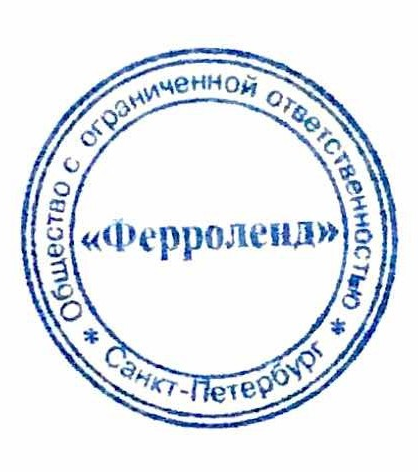 Общество с ограниченной ответственностью
«Ферроленд»
* Санкт-Петербург *